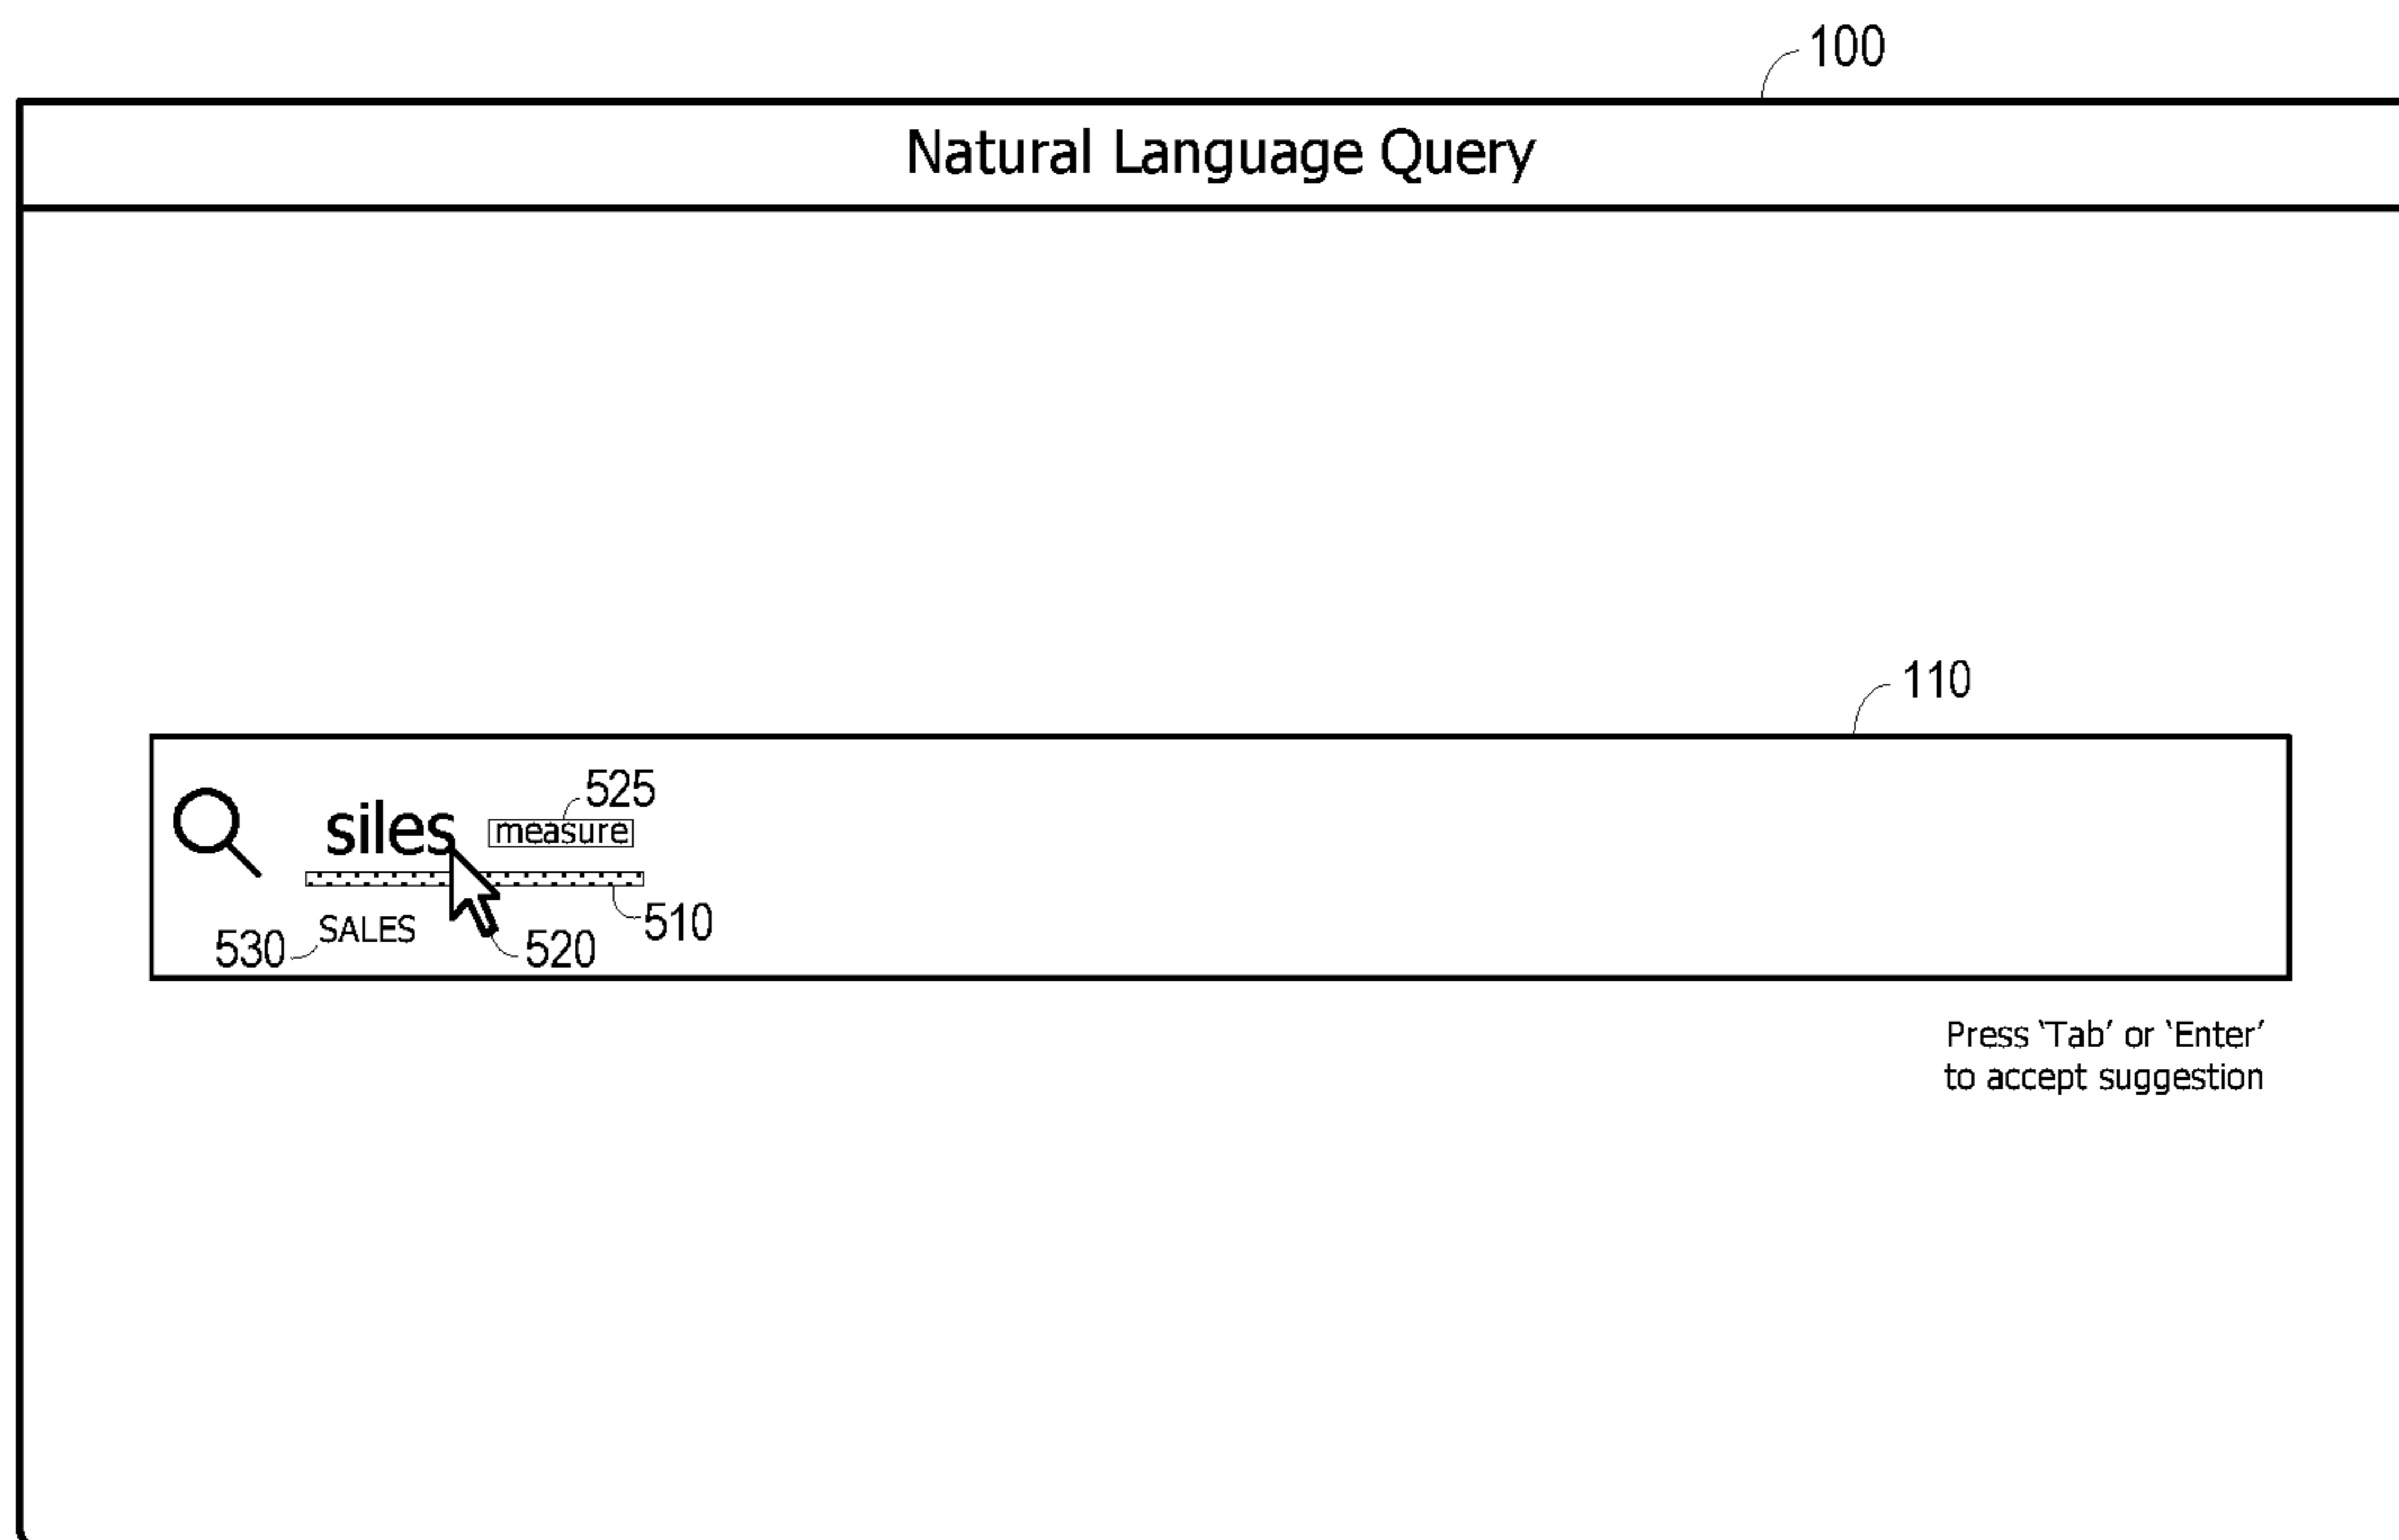 100
Natural Language Query
110
525
siles measure
510
SALES
530 520
Press ‘Tab’ or ‘Enter’
to accept suggestion